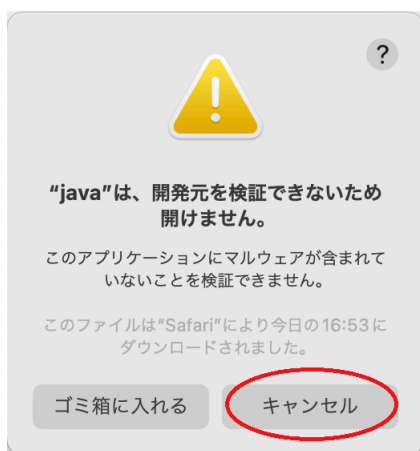 ?
“java”は、開発元を検証できないため
開けません。
このアプリケーションにマルウェアが含まれて
いないことを検証できません。
このファイルは“Safari”により今日の16:53に
ダウンロードされました。
ゴミ箱に入れる
キャンセル